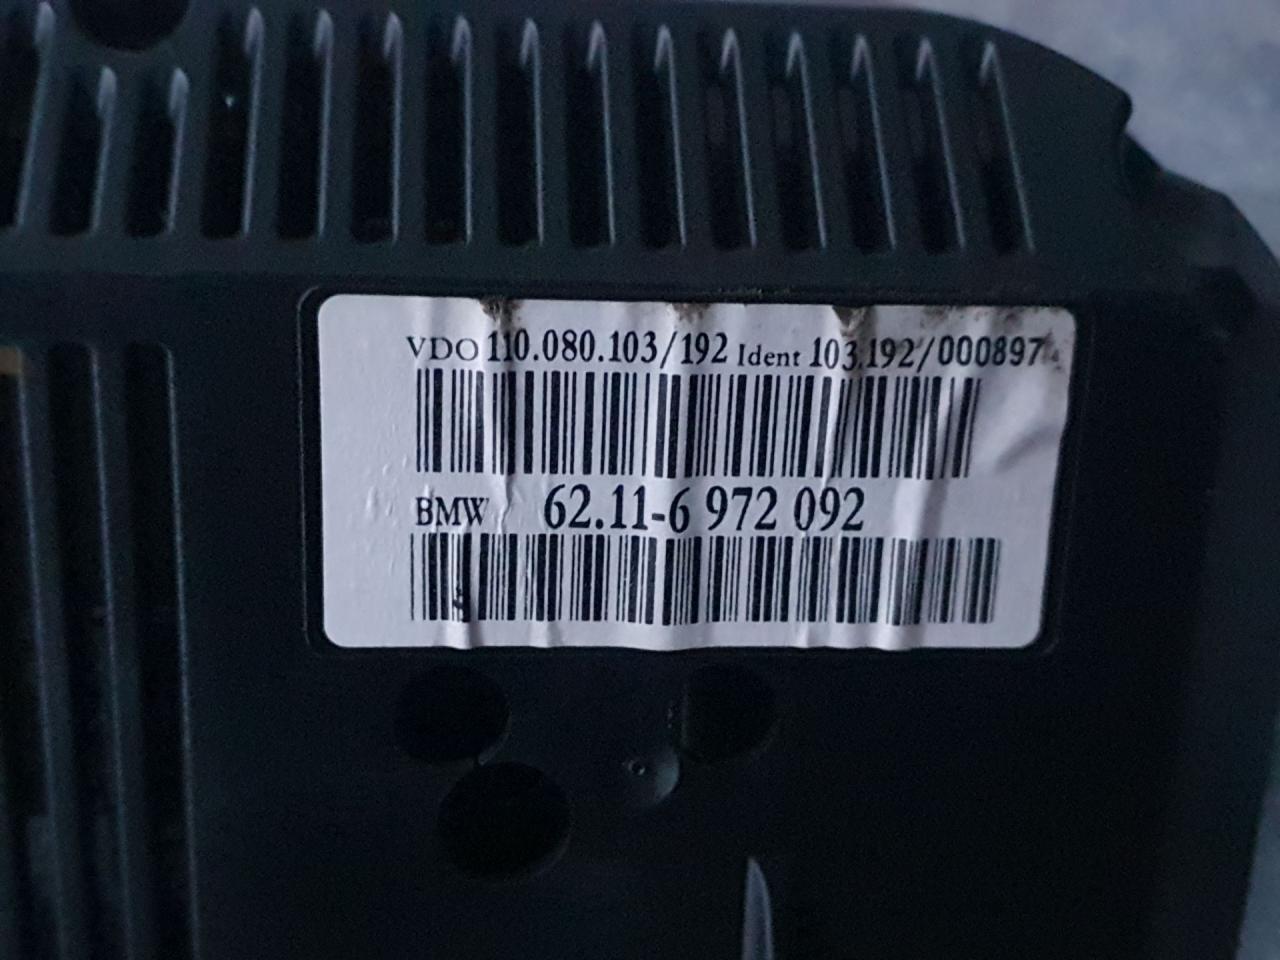 VDO 110.080.103/192 Ident 103.192/000897
BMW 62.11-6 972 092